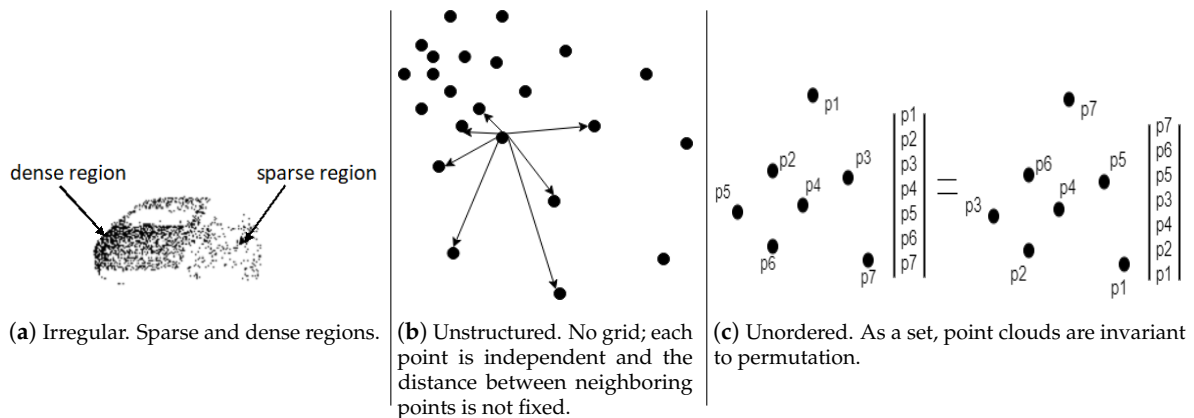 dense region
sparse region
(a) Irregular. Sparse and dense regions.
(b) Unstructured. No grid; each
point is independent and the
distance between neighboring
points is not fixed.
p1
p2
p3
p5
p4
p6
p7
p1
p2
p3
p4
p5
p6
p7
=
p7
p6
p5
p3
p4
p2
p1
p7
p6
p5
p3
p4
p2
p1
(c) Unordered. As a set, point clouds are invariant
to permutation.